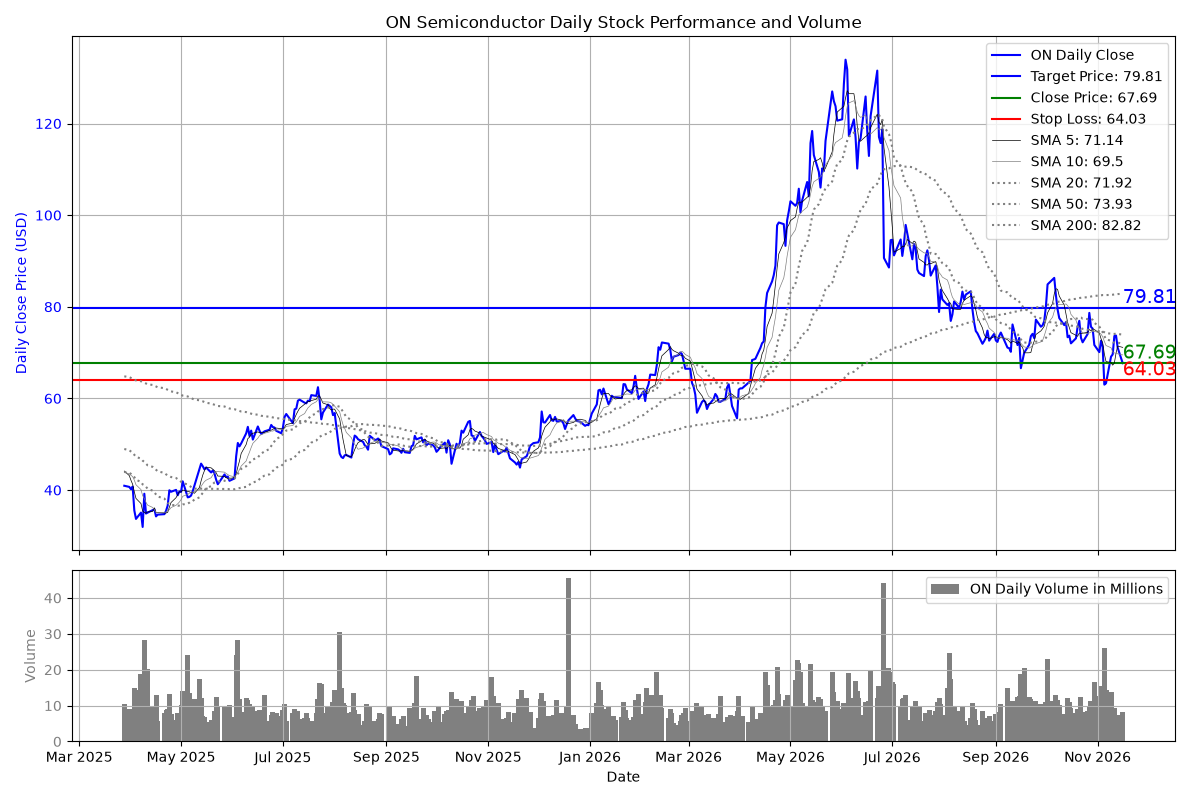 ON Semiconductor Daily Stock Performance and Volume
ON Daily Close
Target Price: 79.81
Close Price: 67.69
Stop Loss: 64.03
SMA 5: 71.14
SMA 10: 69.5
SMA 20: 71.92
SMA 50: 73.93
SMA 200: 82.82
Daily Close Price (USD)
120
100
80
60
40
79.81
67.69
64.03
ON Daily Volume in Millions
Volume
40
30
20
10
0
Mar 2025 May 2025 Jul 2025 Sep 2025 Nov 2025 Jan 2026 Mar 2026 May 2026 Jul 2026 Sep 2026 Nov 2026
Date